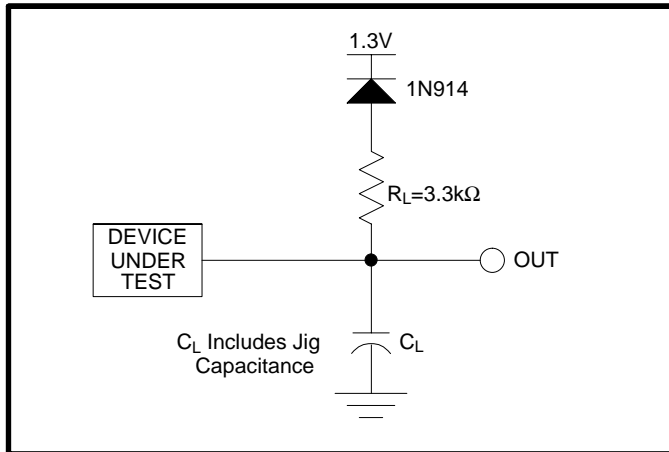 1.3V
1N914
RL=3.3kΩ
DEVICE
UNDER
TEST
OUT
CL Includes Jig
Capacitance
CL